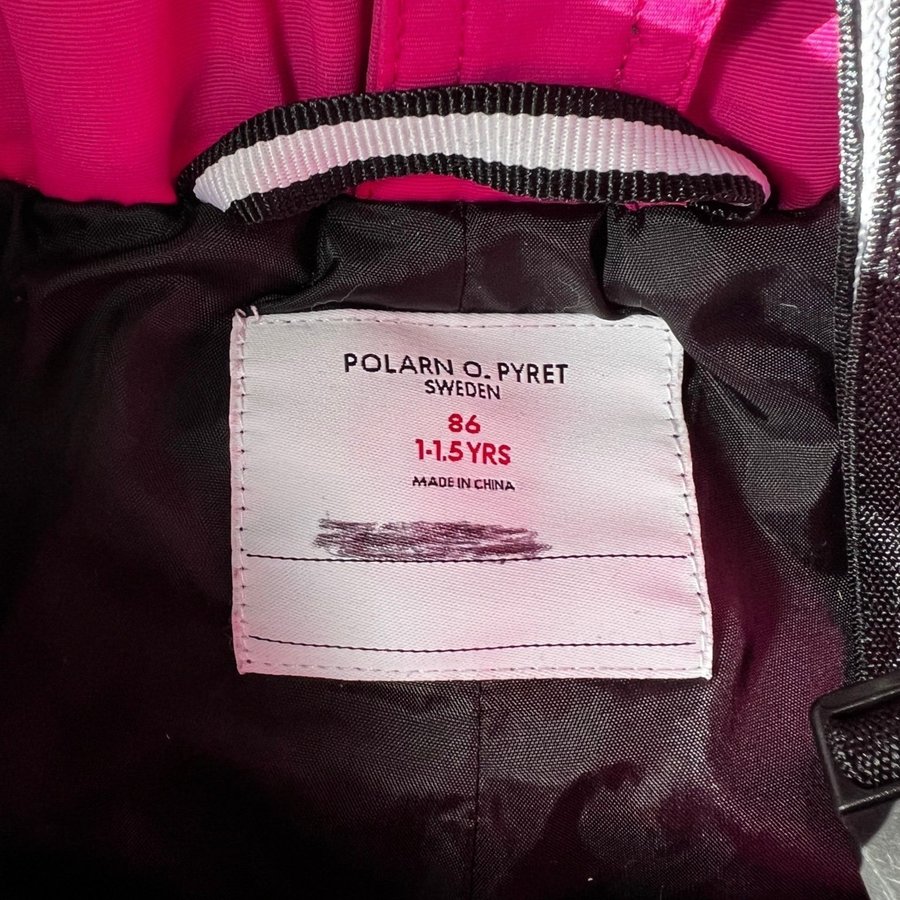 POLARN O. PYRET
SWEDEN
86
1-1.5 YRS
MADE IN CHINA